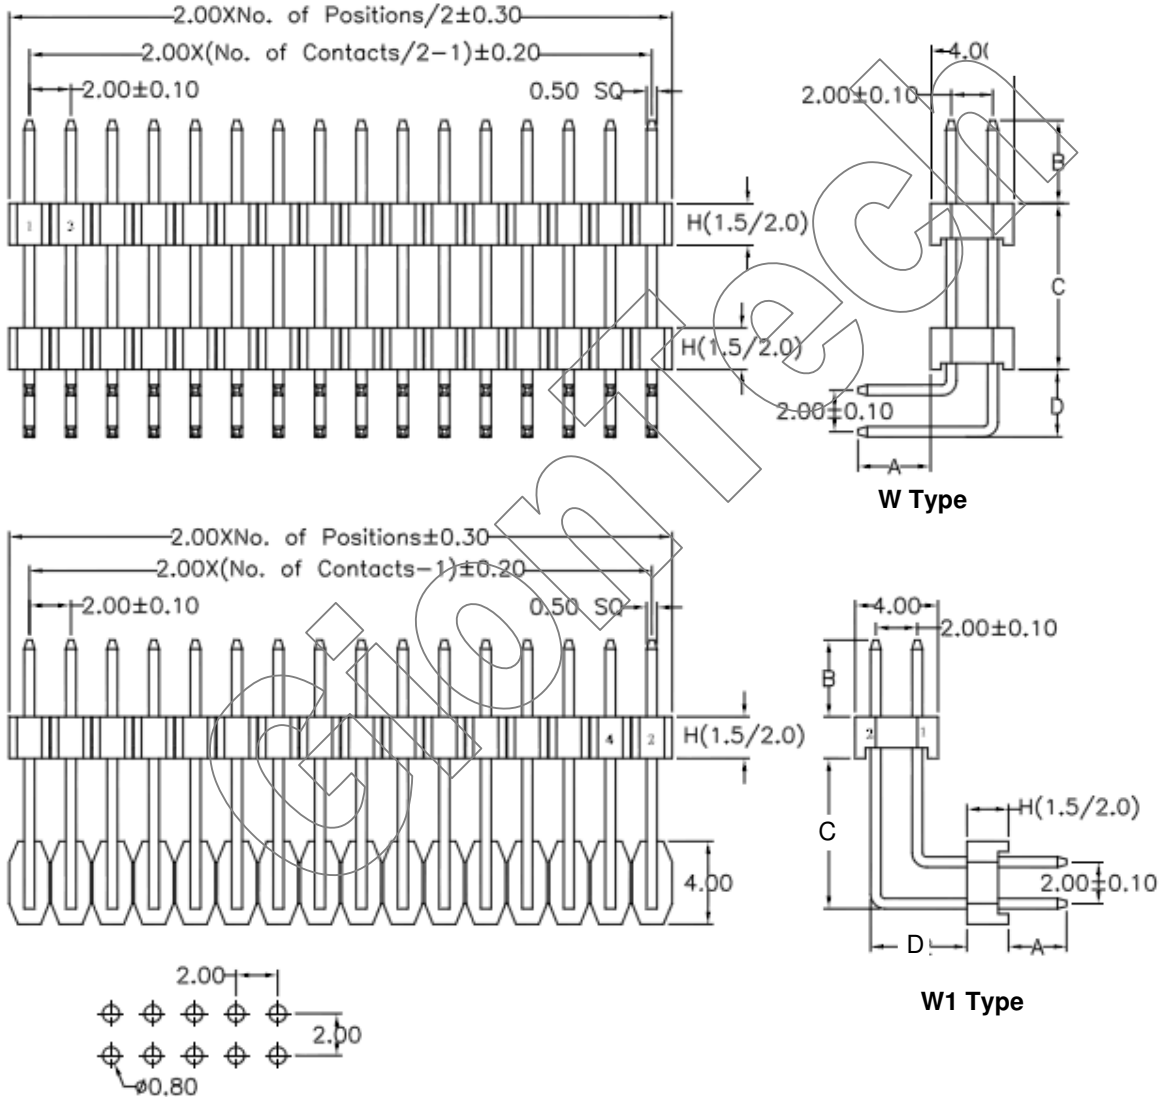 2.00XNo. of Positions/2±0.30
2.00X(No. of Contacts/2-1)±0.20
2.00±0.10
0.50 SQ
1 2
H(1.5/2.0)
H(1.5/2.0)
4.0
2.00±0.10
B
C
D
2.00±0.10
A
W Type
2.00XNo. of Positions±0.30
2.00X(No. of Contacts-1)±0.20
2.00±0.10
0.50 SQ
4 2
H(1.5/2.0)
4.00
4.00
2.00±0.10
B
2 1
H(1.5/2.0)
C
2.00±0.10
D
A
W1 Type
2.00
2.00
ø0.80
GionTech